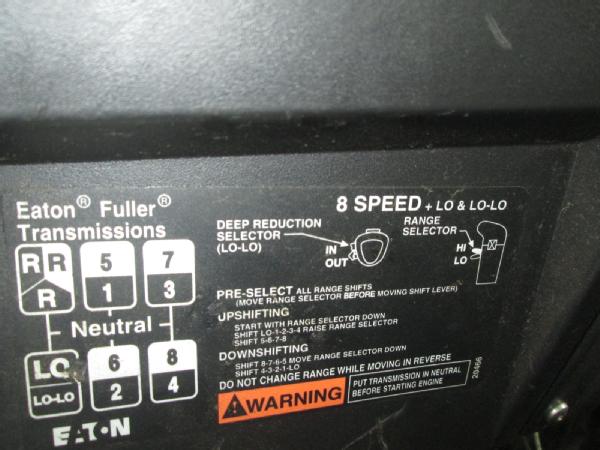 Eaton® Fuller®
Transmissions
8 SPEED + LO & LO-LO
R R
R
5
1
7
3
Neutral
LO
LO-LO
6
2
8
4
EATON
DEEP REDUCTION
SELECTOR
(LO-LO)
IN
OUT
RANGE
SELECTOR
HI
LO
PRE-SELECT ALL RANGE SHIFTS
(MOVE RANGE SELECTOR BEFORE MOVING SHIFT LEVER)
UPSHIFTING
START WITH RANGE SELECTOR DOWN
SHIFT LO-1-2-3-4 RAISE RANGE SELECTOR
SHIFT 5-6-7-8
DOWNSHIFTING
SHIFT 8-7-6-5 MOVE RANGE SELECTOR DOWN
SHIFT 4-3-2-1-LO
DO NOT CHANGE RANGE WHILE MOVING IN REVERSE
WARNING
PUT TRANSMISSION IN NEUTRAL
BEFORE STARTING ENGINE
20466